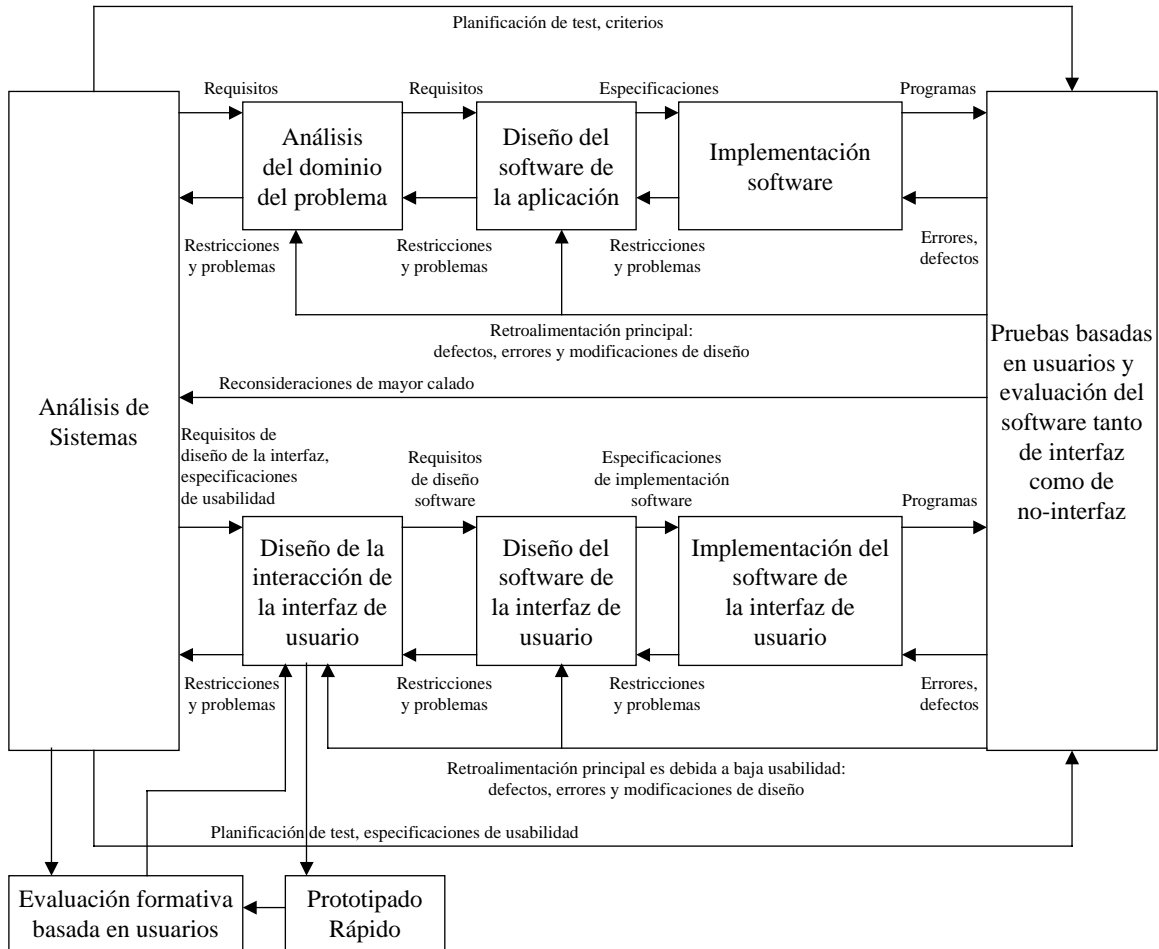 Planificación de test, criterios
Requisitos
Requisitos
Especificaciones
Programas
Análisis
del dominio
del problema
Diseño del
software de
la aplicación
Implementación
software
Restricciones
y problemas
Restricciones
y problemas
Restricciones
y problemas
Errores,
defectos
Retroalimentación principal:
defectos, errores y modificaciones de diseño
Reconsideraciones de mayor calado
Análisis de
Sistemas
Pruebas basadas
en usuarios y
evaluación del
software tanto
de interfaz
como de
no-interfaz
Requisitos de
diseño de la interfaz,
especificaciones
de usabilidad
Requisitos
de diseño
software
Especificaciones
de implementación
software
Programas
Diseño de la
interacción de
la interfaz de
usuario
Diseño del
software de
la interfaz de
usuario
Implementación del
software de
la interfaz de
usuario
Restricciones
y problemas
Restricciones
y problemas
Restricciones
y problemas
Errores,
defectos
Retroalimentación principal es debida a baja usabilidad:
defectos, errores y modificaciones de diseño
Planificación de test, especificaciones de usabilidad
Evaluación formativa
basada en usuarios
Prototipado
Rápido